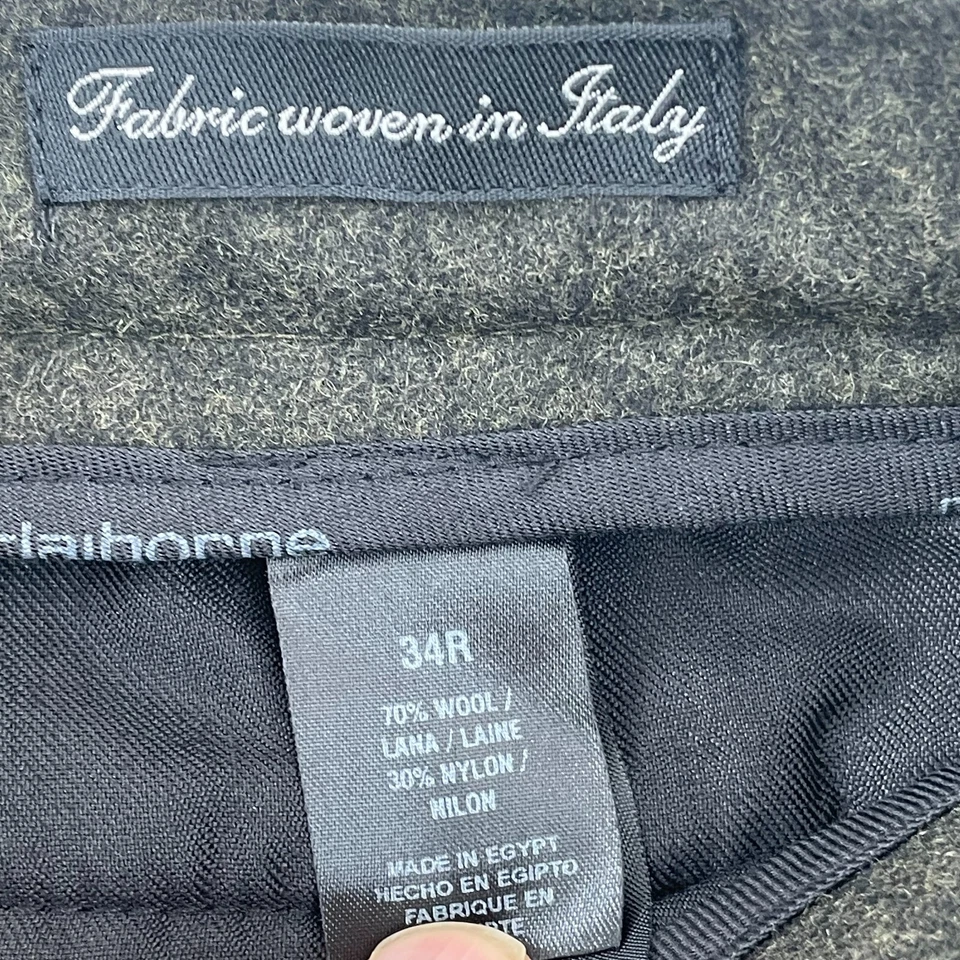 Fabric woven in Italy
claiborne
34R
70% WOOL /
LANA / LAINE
30% NYLON /
NILON
MADE IN EGYPT
HECHO EN EGIPTO
FABRIQUE EN